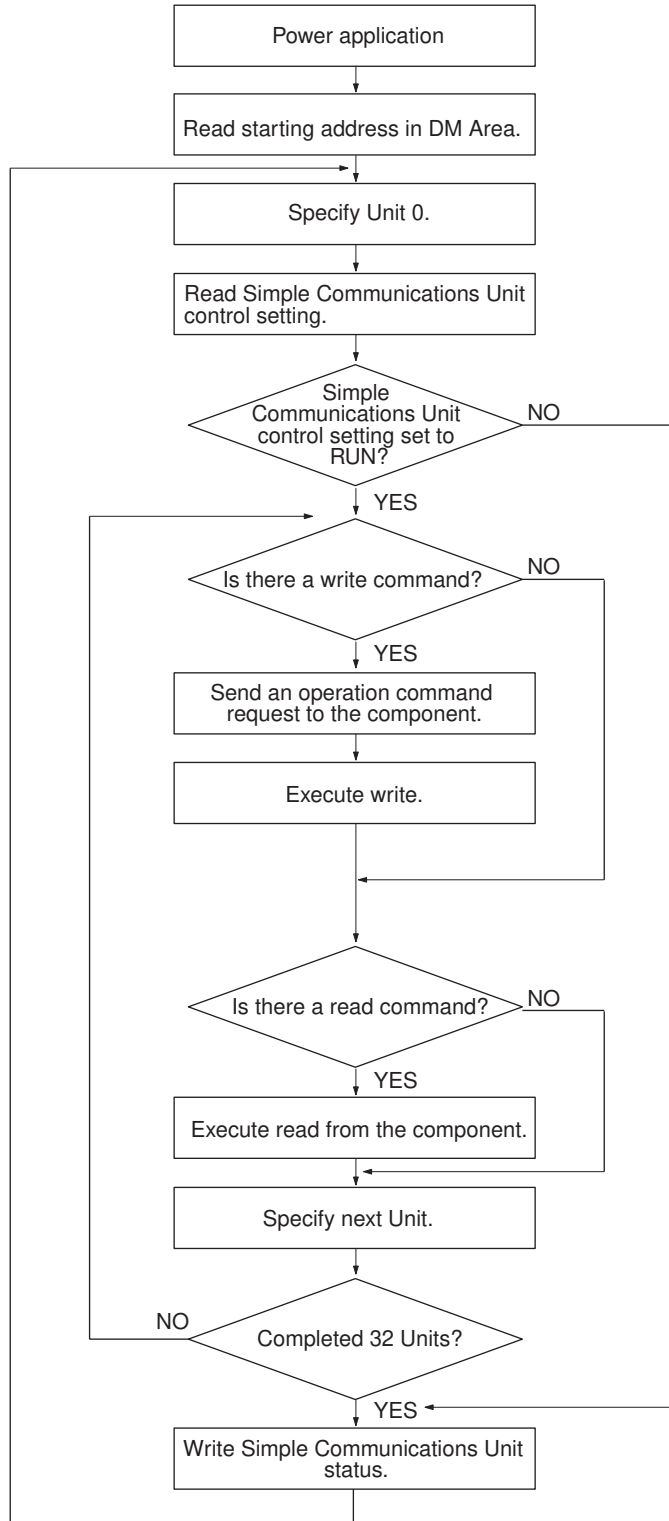 Power application
Read starting address in DM Area.
Specify Unit 0.
Read Simple Communications Unit
control setting.
Simple
Communications Unit
control setting set to
RUN?
NO
YES
Is there a write command?
NO
YES
Send an operation command
request to the component.
Execute write.
Is there a read command?
NO
YES
Execute read from the component.
Specify next Unit.
NO
Completed 32 Units?
YES
Write Simple Communications Unit
status.